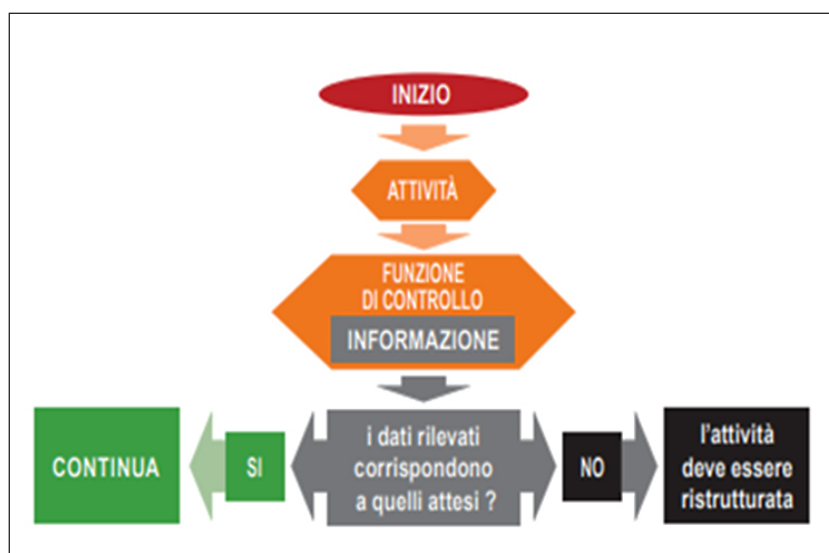 INIZIO
ATTIVITÀ
FUNZIONE
DI CONTROLLO
INFORMAZIONE
CONTINUA
SI
i dati rilevati
corrispondono
a quelli attesi ?
NO
l'attività
deve essere
ristrutturata